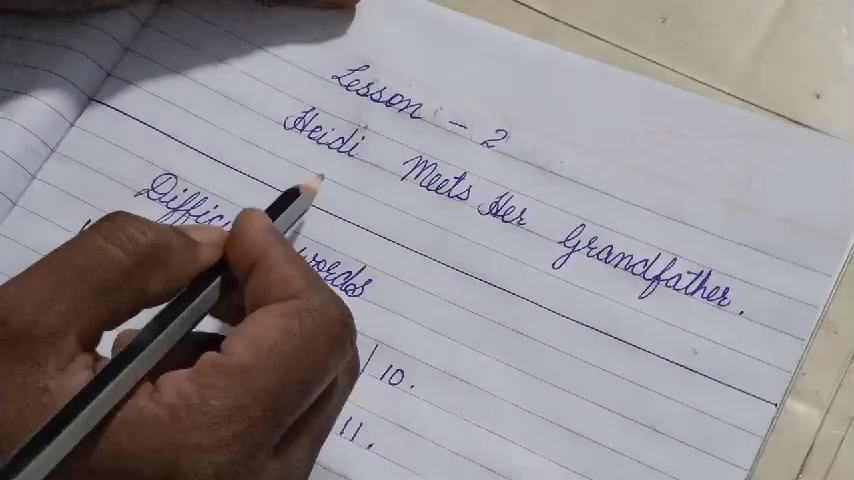 Lesson - 2
Heidi Meets Her Grandfather.
words
10.
11.